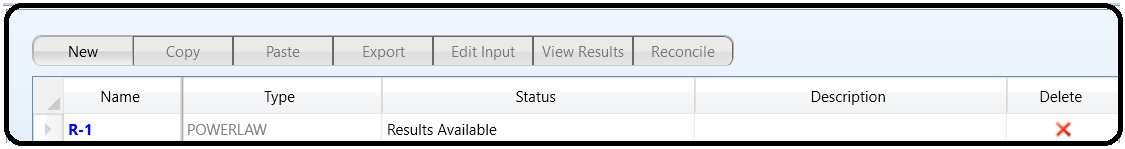 New Copy Paste Export Edit Input View Results Reconcile
Name Type Status Description Delete
R-1 POWERLAW Results Available